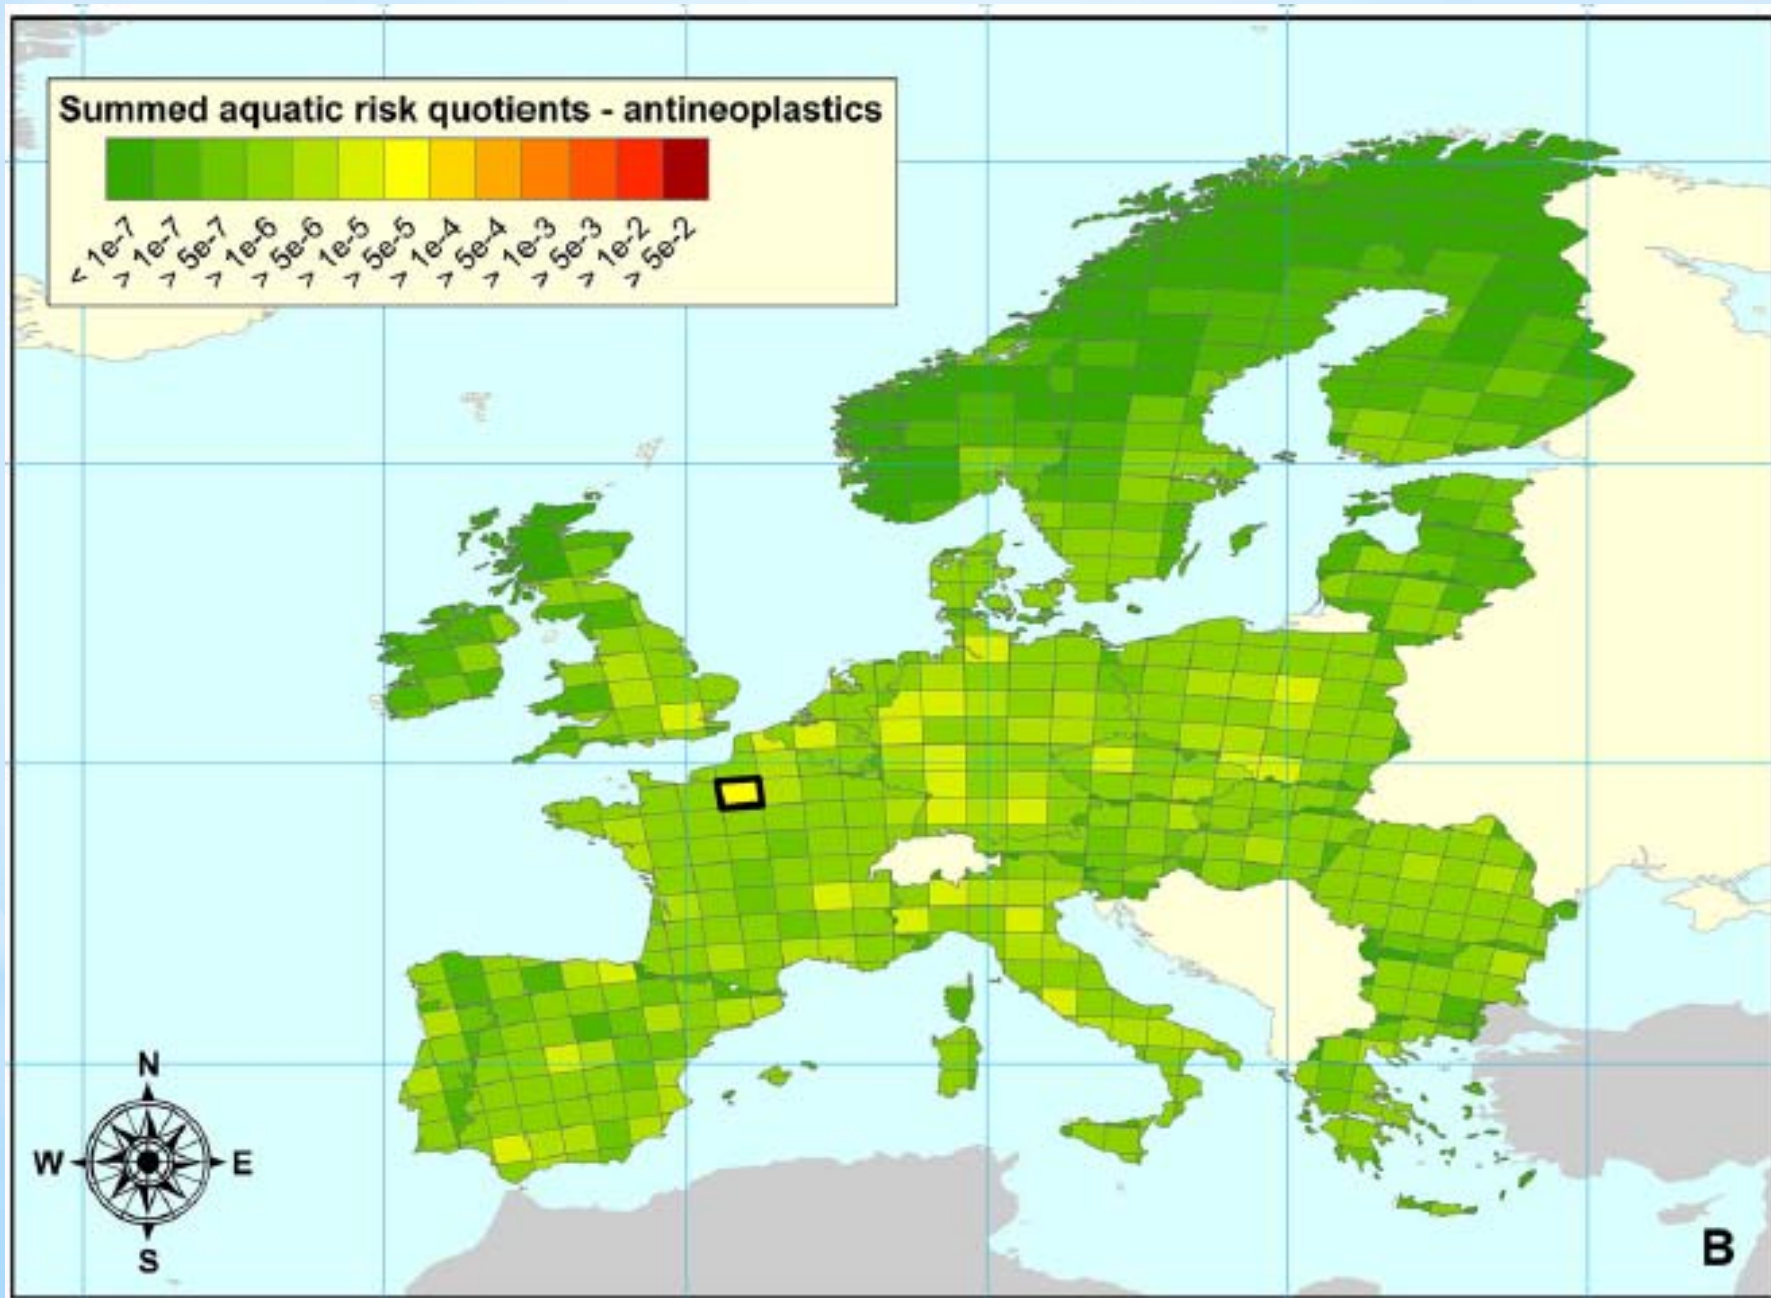 Summed aquatic risk quotients - antineoplastics
< 1e-7
> 1e-7
> 5e-7
> 1e-6
> 5e-6
> 1e-5
> 5e-5
> 1e-4
> 5e-4
> 1e-3
> 5e-3
> 1e-2
> 5e-2
N
W
E
S
B